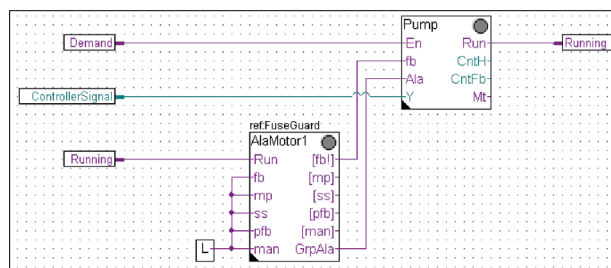 Pump
Demand En Run Running
fb CntH
Ala CntFb
ControllerSignal Y Mt
ref:FuseGuard
AlaMotor1
Running Run [fb!]
fb [mp]
mp [ss]
ss [pfb]
pfb [man]
L man GrpAla